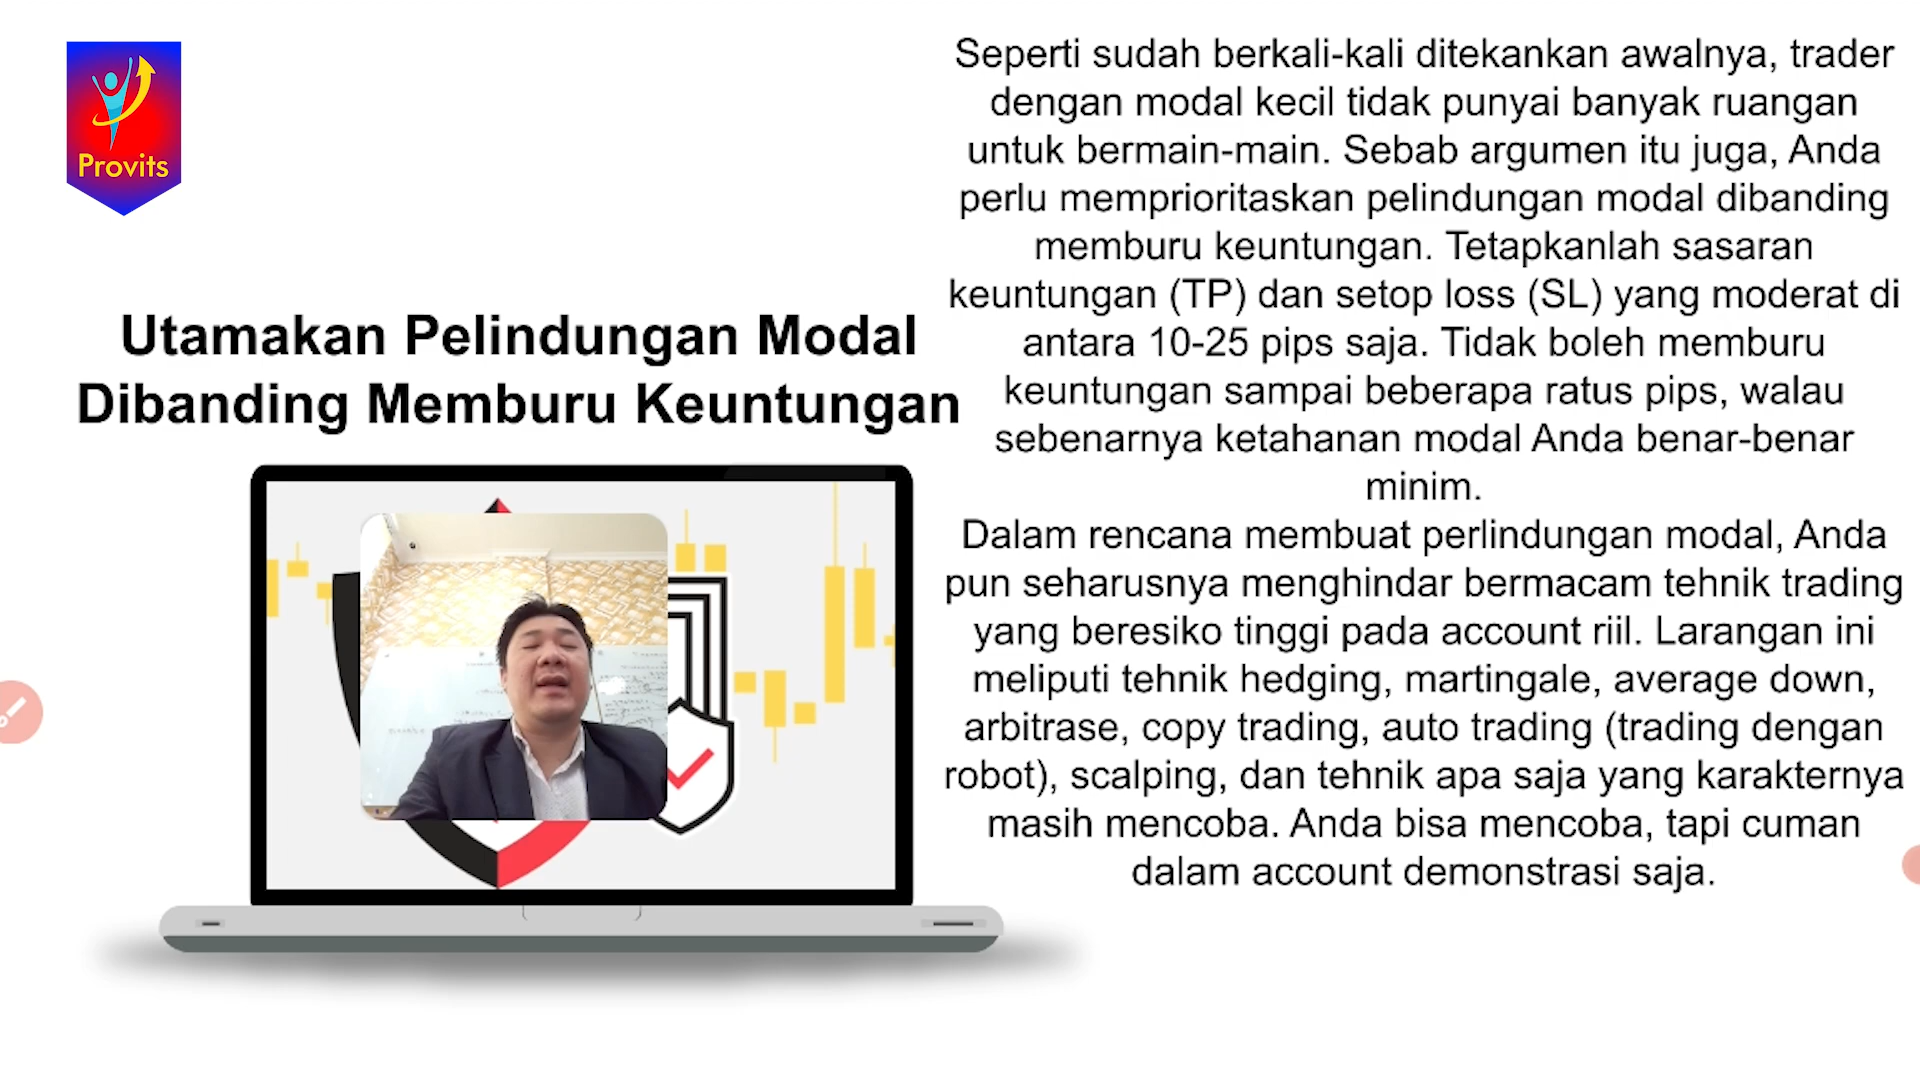 Provits
Utamakan Pelindungan Modal
Dibanding Memburu Keuntungan
Seperti sudah berkali-kali ditekankan awalnya, trader
dengan modal kecil tidak punyai banyak ruangan
untuk bermain-main. Sebab argumen itu juga, Anda
perlu memprioritaskan pelindungan modal dibanding
memburu keuntungan. Tetapkanlah sasaran
keuntungan (TP) dan setop loss (SL) yang moderat di
antara 10-25 pips saja. Tidak boleh memburu
keuntungan sampai beberapa ratus pips, walau
sebenarnya ketahanan modal Anda benar-benar
minim.
Dalam rencana membuat perlindungan modal, Anda
pun seharusnya menghindar bermacam tehnik trading
yang beresiko tinggi pada account riil. Larangan ini
meliputi tehnik hedging, martingale, average down,
arbitrase, copy trading, auto trading (trading dengan
robot), scalping, dan tehnik apa saja yang karakternya
masih mencoba. Anda bisa mencoba, tapi cuman
dalam account demonstrasi saja.